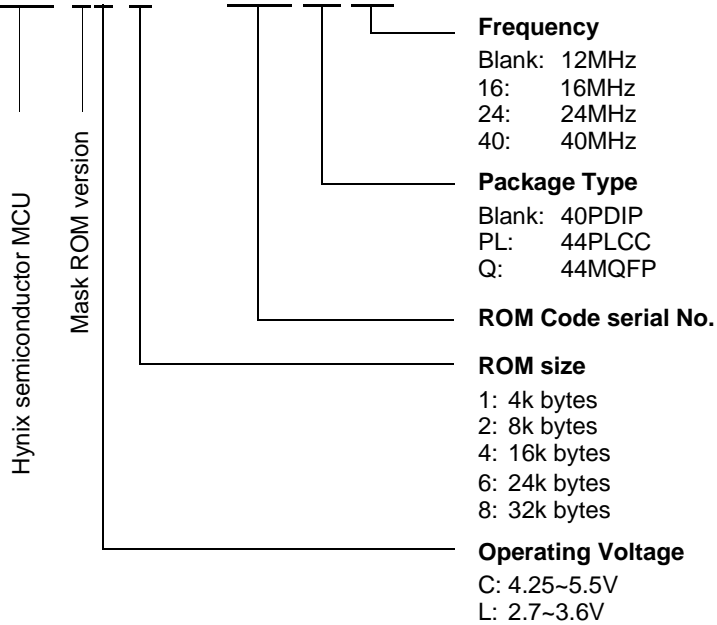 Frequency
Blank: 12MHz
16: 16MHz
24: 24MHz
40: 40MHz
Package Type
Blank: 40PDIP
PL: 44PLCC
Q: 44MQFP
ROM Code serial No.
ROM size
1: 4k bytes
2: 8k bytes
4: 16k bytes
6: 24k bytes
8: 32k bytes
Operating Voltage
C: 4.25~5.5V
L: 2.7~3.6V
Mask ROM version
Hynix semiconductor MCU